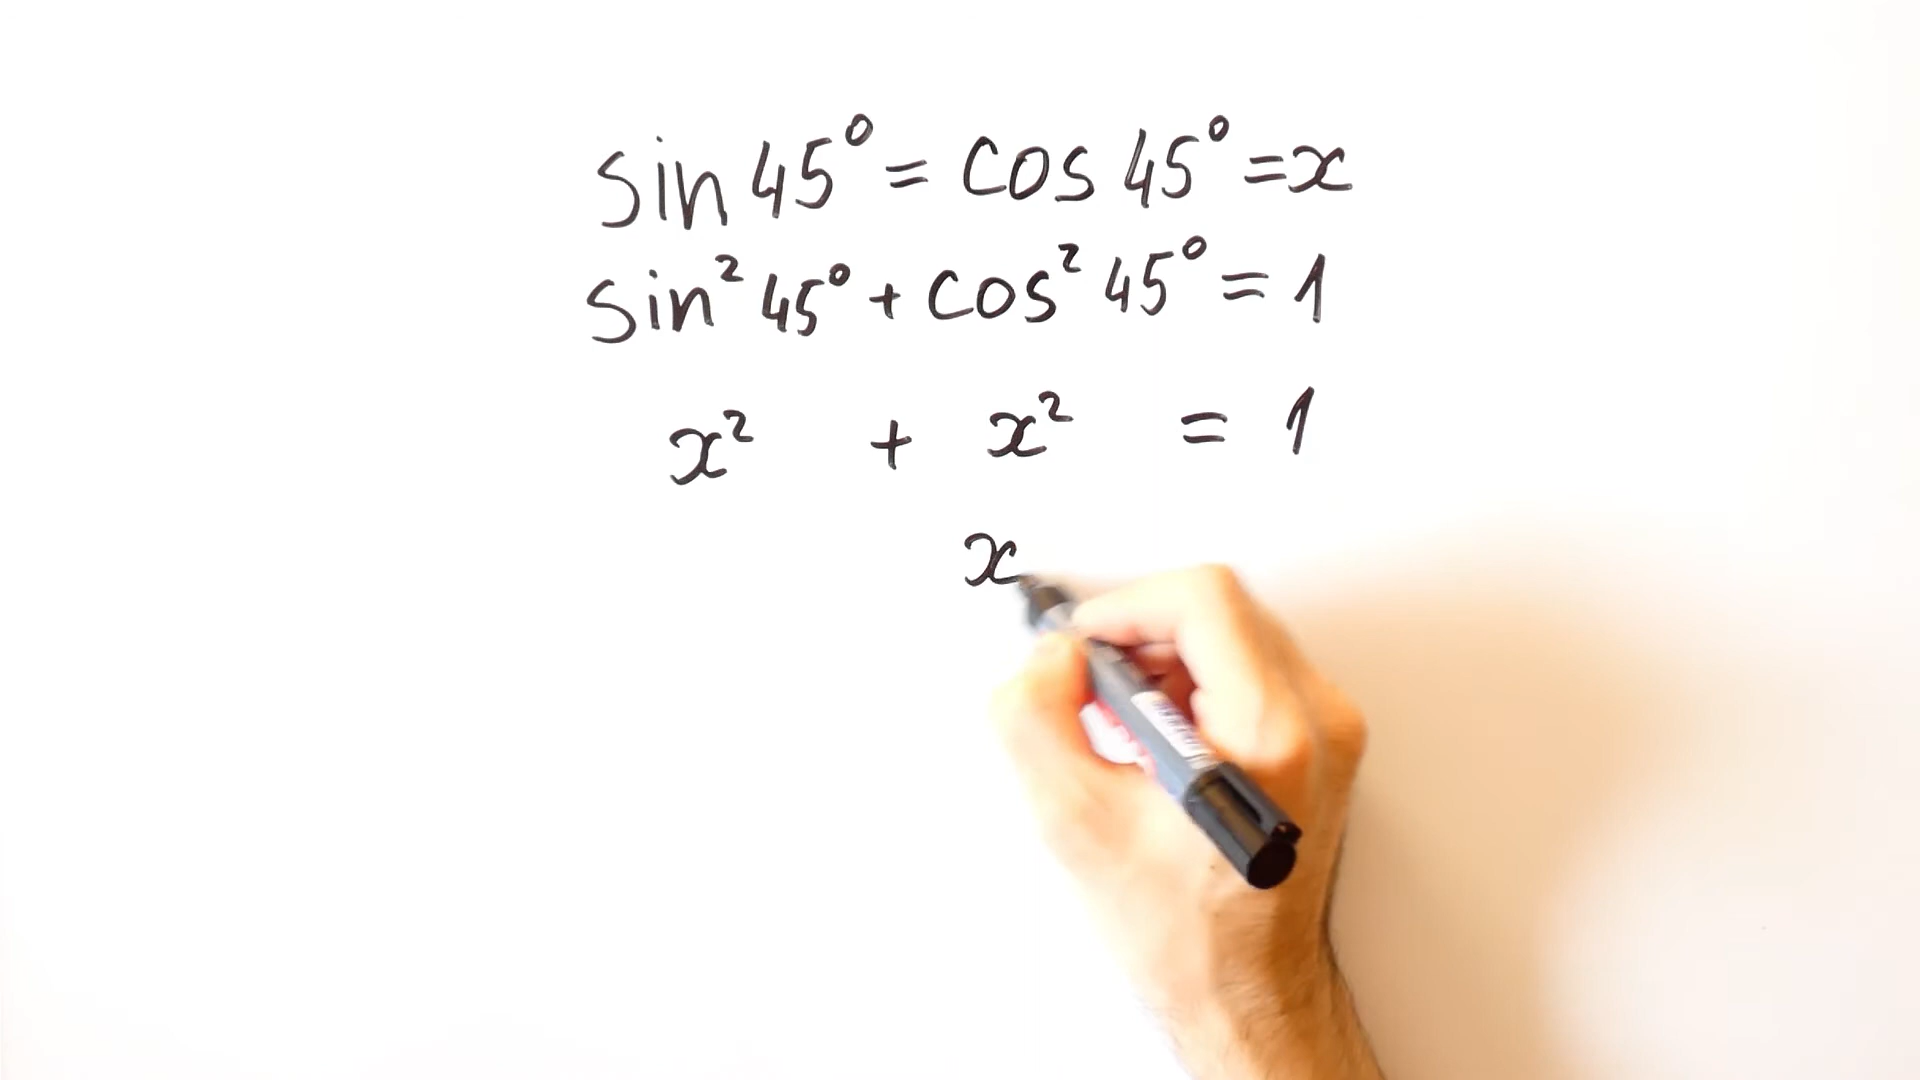 sin 45° = cos 45° = x
sin² 45° + cos² 45° = 1
x² + x² = 1
x